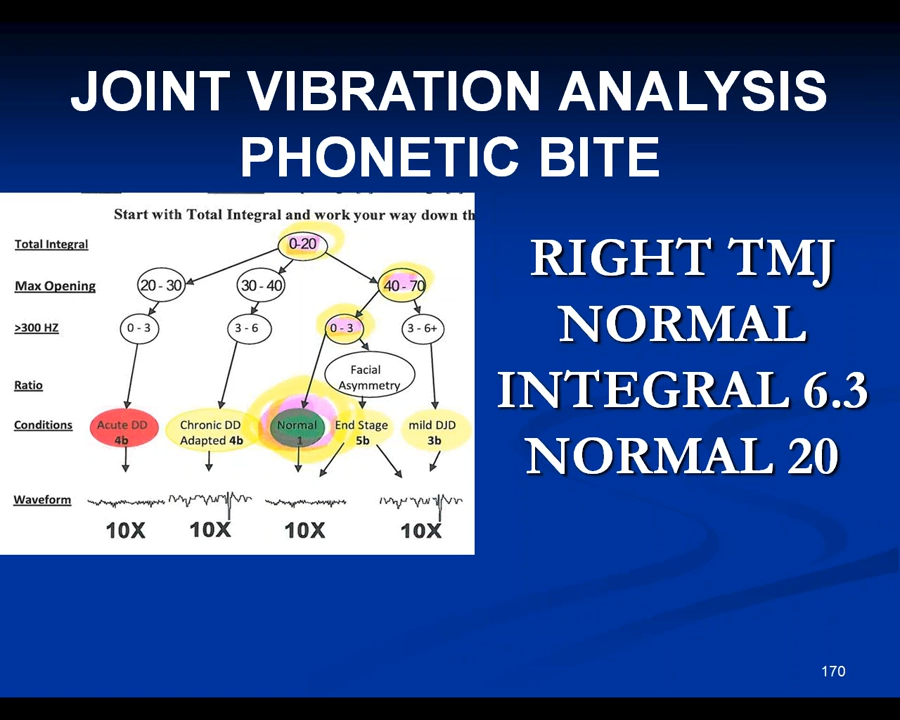 JOINT VIBRATION ANALYSIS
PHONETIC BITE
Start with Total Integral and work your way down th
Total Integral
0-20
Max Opening
20 - 30
30 - 40
40 - 70
>300 HZ
0 - 3
3 - 6
0 - 3
3 - 6+
Ratio
Facial
Asymmetry
Conditions
Acute DD
4b
Chronic DD
Adapted 4b
Normal
1
End Stage
5b
mild DJD
3b
Waveform
10X
10X
10X
10X
RIGHT TMJ
NORMAL
INTEGRAL 6.3
NORMAL 20
170